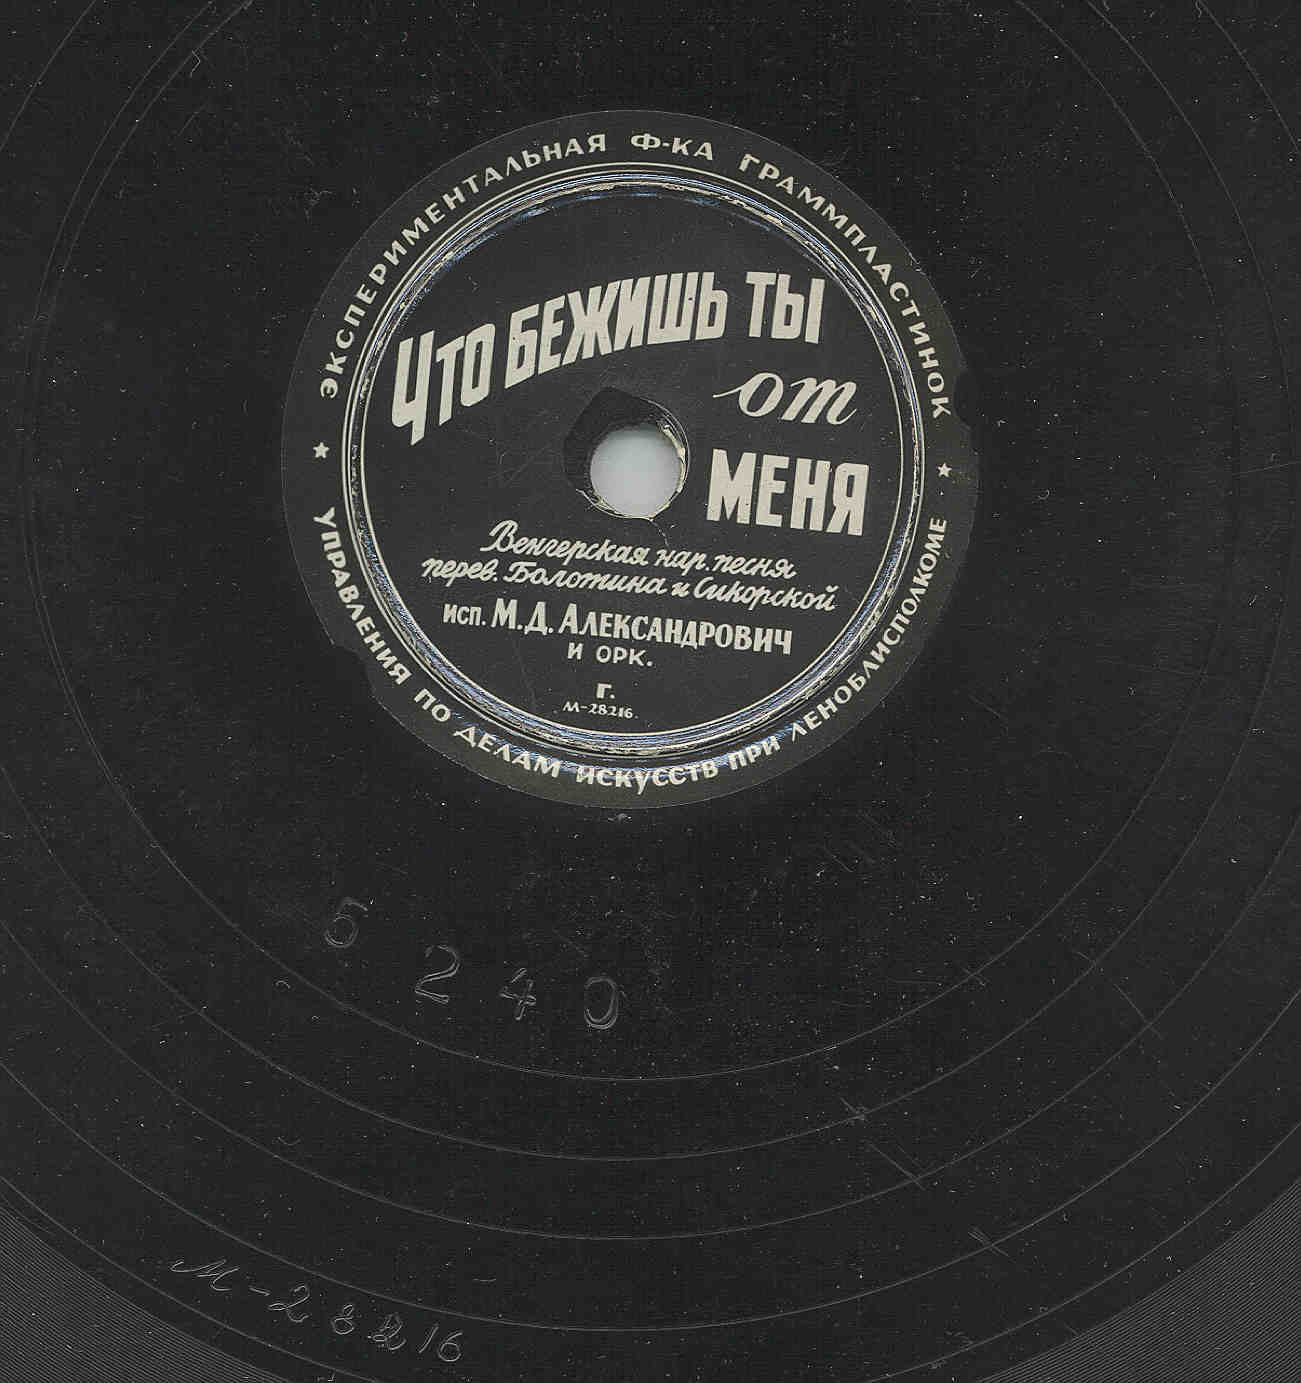 ЭКСПЕРИМЕНТАЛЬНАЯ Ф-КА ГРАММПЛАСТИНОК
ЧТО БЕЖИШЬ ТЫ
от
МЕНЯ
Венгерская нар. песня
перев. Болотина и Сикорской
исп. М.Д. АЛЕКСАНДРОВИЧ
И ОРК.
Г.
М-28216.
УПРАВЛЕНИЯ ПО ДЕЛАМ ИСКУССТВ ПРИ ЛЕНОБЛИСПОЛКОМЕ
5240
М-28216